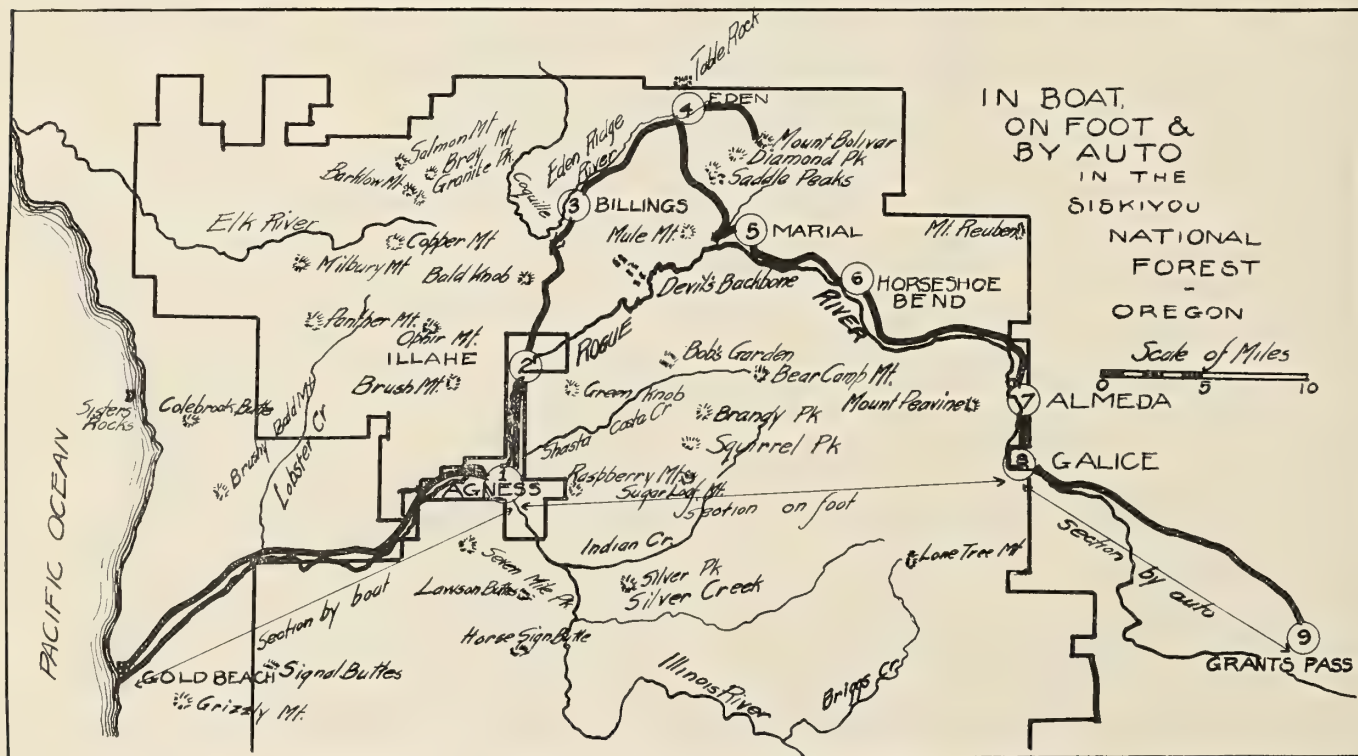 IN BOAT,
ON FOOT &
BY AUTO
IN THE
SISKIYOU
NATIONAL
FOREST
-
OREGON
Scale of Miles
0 5 10
Table Rock
4 EDEN
Mount Bolivar
Diamond Pk
Saddle Peaks
Salmon Mt
Bray Mt
Granite Pk.
Barklow Mt
Eden Ridge
River
Coquille
3 BILLINGS
Elk River
Copper Mt
Milbury Mt
Bald Knob
Mule Mt.
5 MARIAL
Mt. Reuben
Devils Backbone
6 HORSESHOE
BEND
ROGUE
RIVER
Panther Mt.
Ophir Mt.
ILLAHE
2
Brush Mt.
Bob's Garden
Bear Camp Mt.
Green Knob
Shasta Costa Cr
Brandy Pk
Squirrel Pk
Mount Peavine
7 ALMEDA
8 GALICE
Sisters
Rocks
Colebrook Butte
Brushy Bald Mt
Lobster Cr
1
AGNESS
Raspberry Mt.
Sugar Loaf Mt.
section on foot
PACIFIC OCEAN
Indian Cr.
Seven Mile Pk
Lawson Butte
Silver Pk
Silver Creek
Lone Tree Mt
section by boat
section by auto
Horse Sign Butte
9
GRANTS PASS
GOLD BEACH
Signal Buttes
Grizzly Mt.
Illinois River
Briggs Cr